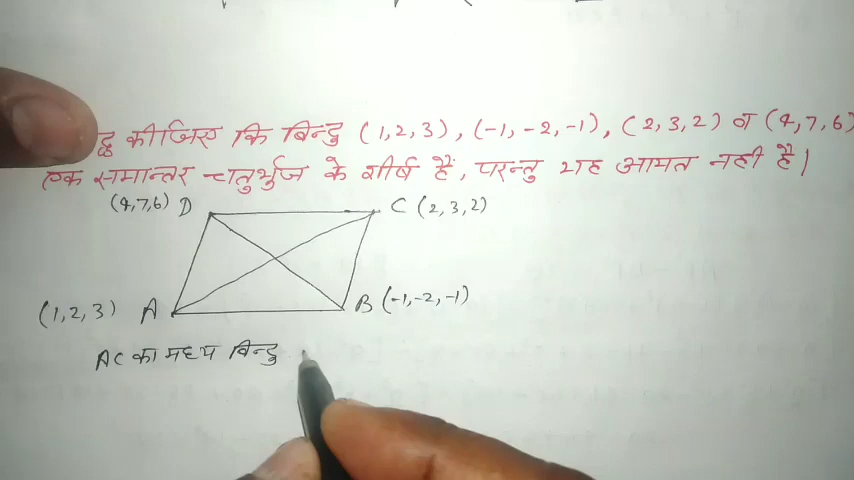 कीजिए कि बिन्दु (1,2,3), (-1,-2,-1), (2,3,2) व (4,7,6)
एक समान्तर चतुर्भुज के शीर्ष है, परन्तु यह आयत नही है।
(4,7,6) D C (2,3,2)
(1,2,3) A B (-1,-2,-1)
AC का मध्य बिन्दु